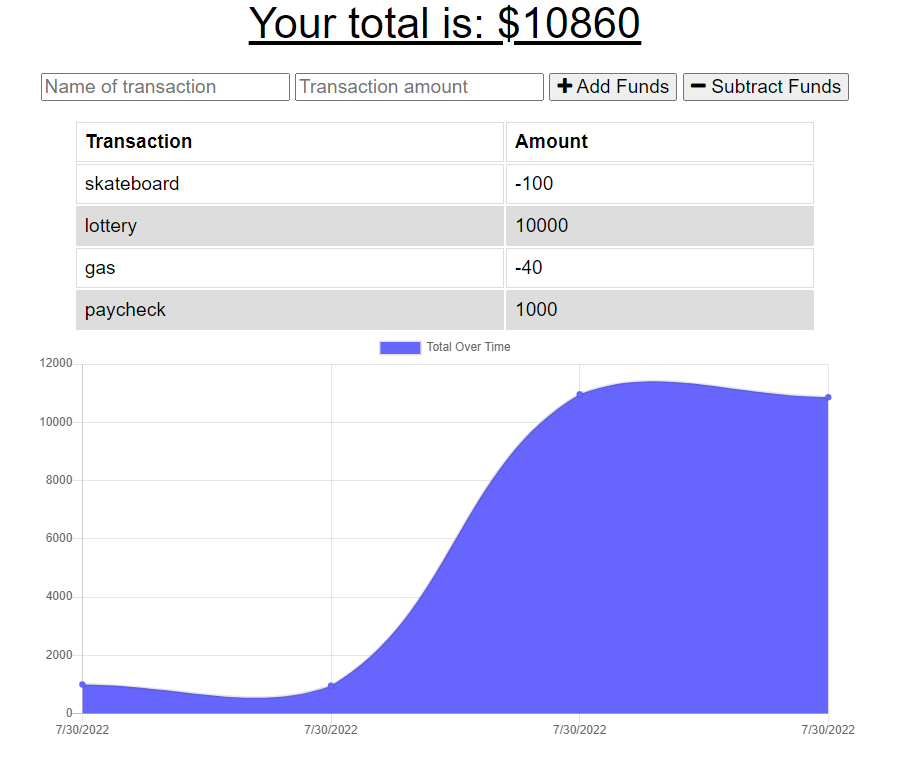 Your total is: $10860
Name of transaction Transaction amount Add Funds Subtract Funds
Transaction Amount
skateboard -100
lottery 10000
gas -40
paycheck 1000
Total Over Time
12000
10000
8000
6000
4000
2000
0
7/30/2022 7/30/2022 7/30/2022 7/30/2022